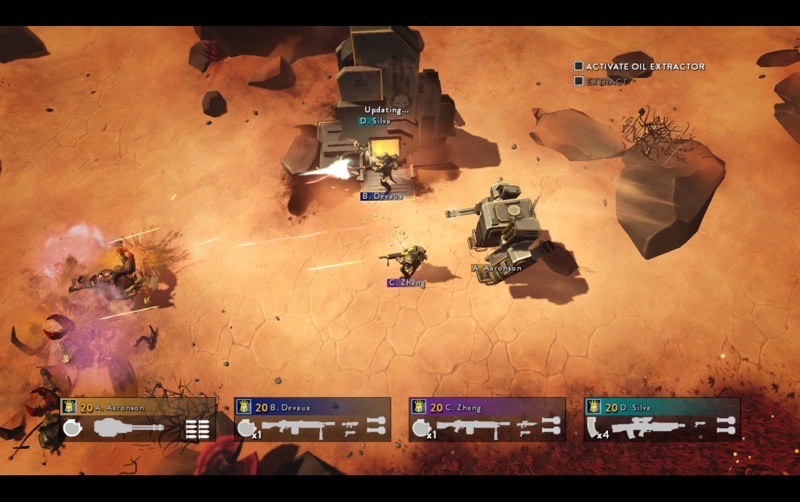 ACTIVATE OIL EXTRACTOR
EXTRACT
Updating...
D. Silva
B. Devaux
A. Aaronson
C. Zhang
20 A. Aaronson
20 B. Devaux
20 C. Zhang
20 D. Silva
x1
x1
x4